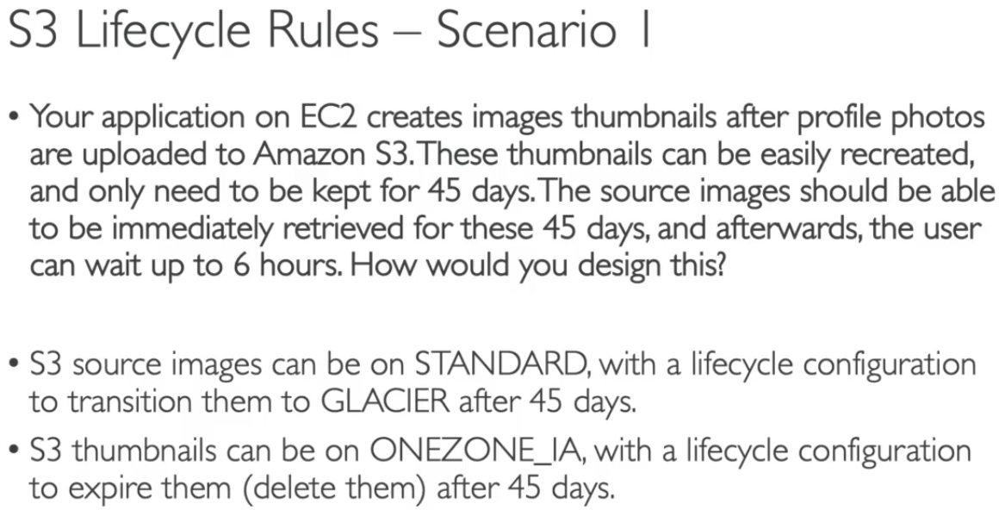 S3 Lifecycle Rules – Scenario 1
• Your application on EC2 creates images thumbnails after profile photos
are uploaded to Amazon S3. These thumbnails can be easily recreated,
and only need to be kept for 45 days. The source images should be able
to be immediately retrieved for these 45 days, and afterwards, the user
can wait up to 6 hours. How would you design this?
• S3 source images can be on STANDARD, with a lifecycle configuration
to transition them to GLACIER after 45 days.
• S3 thumbnails can be on ONEZONE_IA, with a lifecycle configuration
to expire them (delete them) after 45 days.